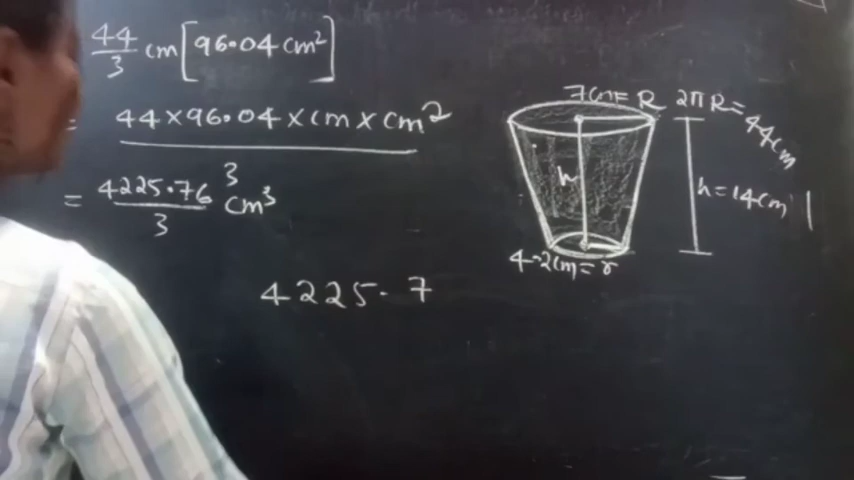 44/3 cm [96.04 cm²]
= 44×96.04×cm×cm²
3
= 4225.76/3 cm³
4225.7
7cm=R 2πR=44cm
h
h=14cm
4.2cm=r